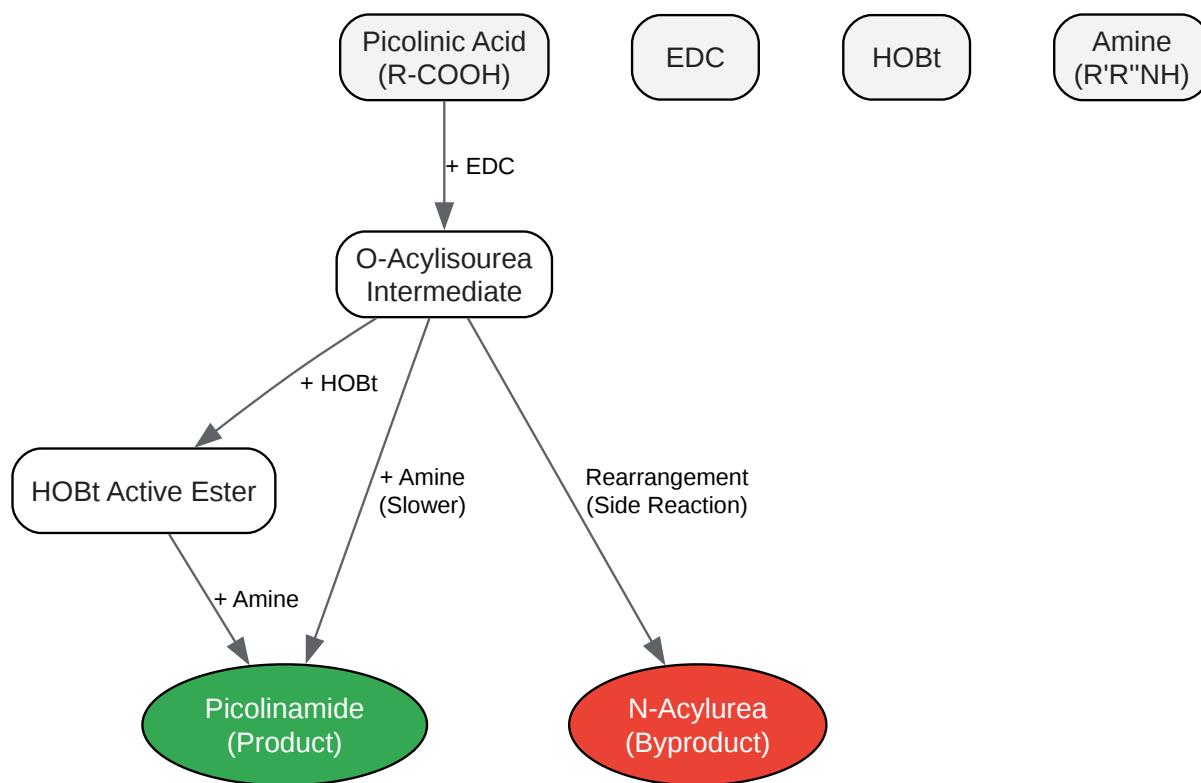 Picolinic Acid
(R-COOH)
EDC
HOBt
Amine
(R'R"NH)
+ EDC
O-Acylisourea
Intermediate
+ HOBt
HOBt Active Ester
+ Amine
(Slower)
Rearrangement
(Side Reaction)
+ Amine
Picolinamide
(Product)
N-Acylurea
(Byproduct)